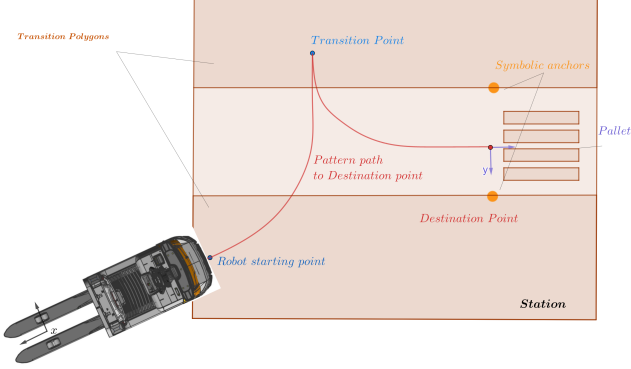 Transition Polygons
Transition Point
Symbolic anchors
Pallet
Pattern path
to Destination point
y
Destination Point
Robot starting point
Station
x